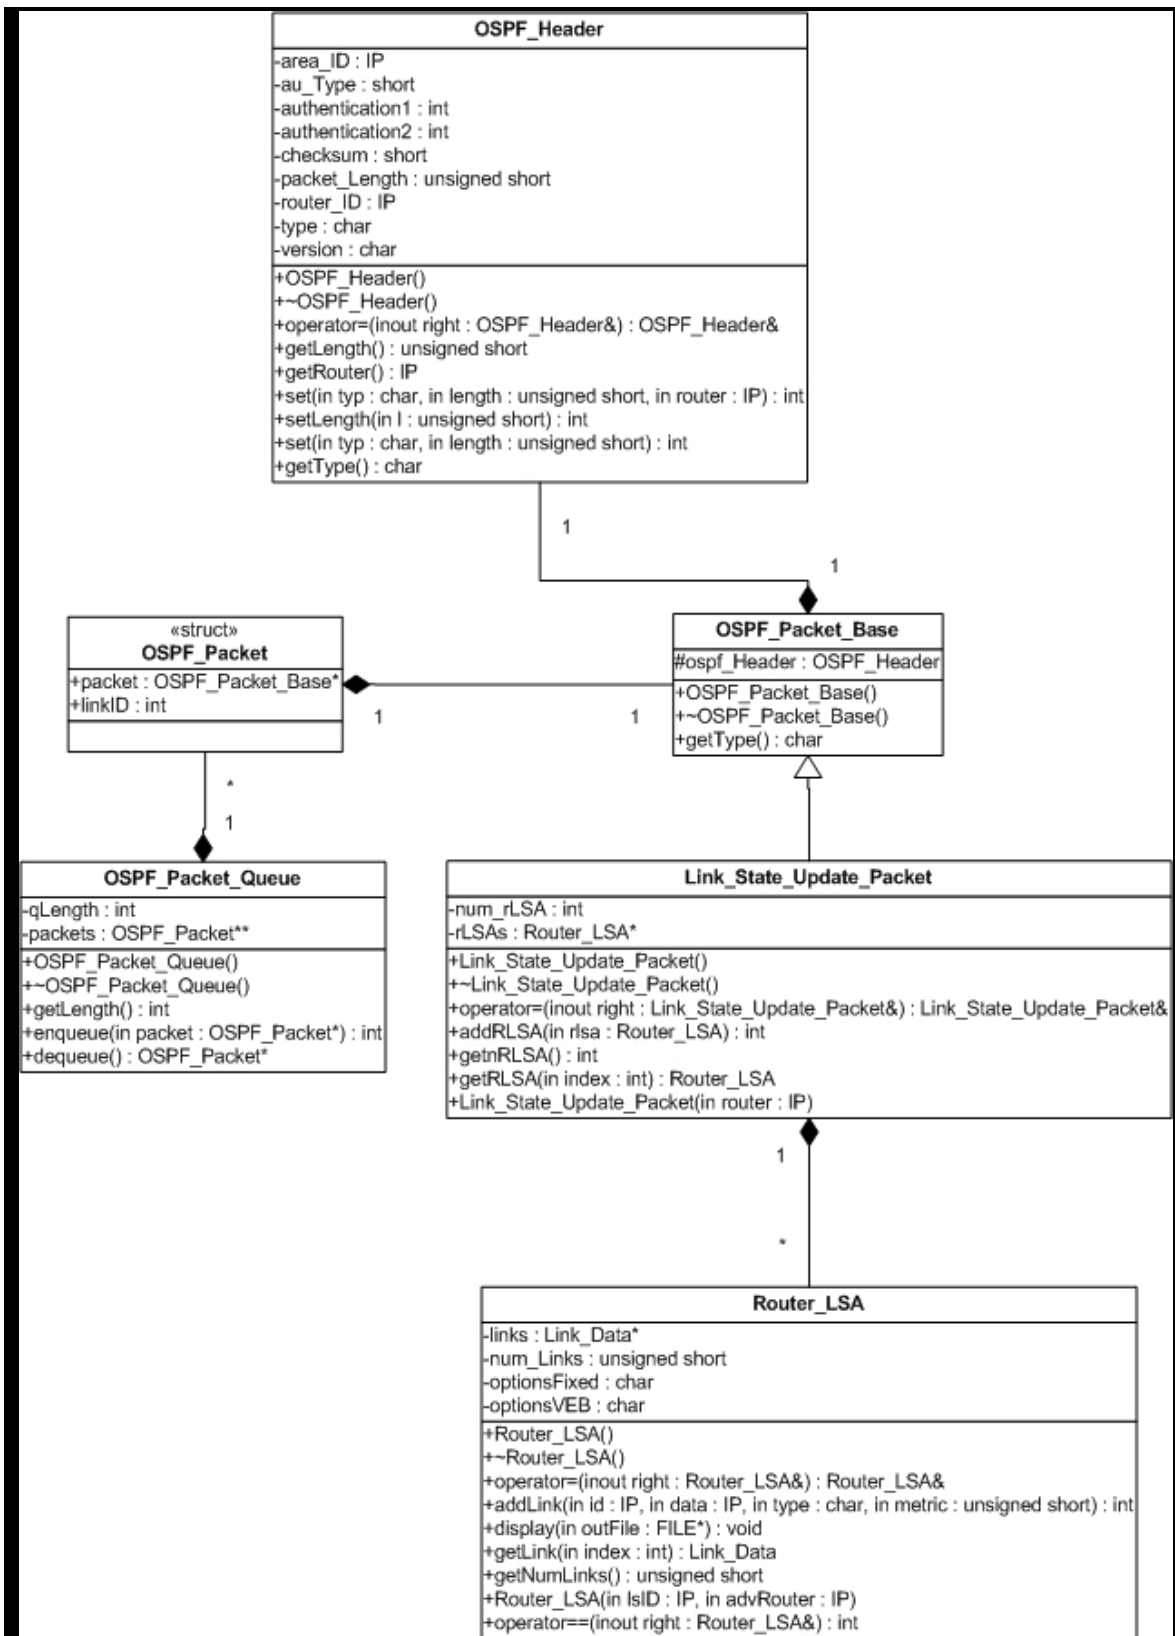 OSPF_Header
-area_ID : IP
-au_Type : short
-authentication1 : int
-authentication2 : int
-checksum : short
-packet_Length : unsigned short
-router_ID : IP
-type : char
-version : char
+OSPF_Header()
+~OSPF_Header()
+operator=(inout right : OSPF_Header&) : OSPF_Header&
+getLength() : unsigned short
+getRouter() : IP
+set(in typ : char, in length : unsigned short, in router : IP) : int
+setLength(in l : unsigned short) : int
+set(in typ : char, in length : unsigned short) : int
+getType() : char
1
1
«struct»
OSPF_Packet
+packet : OSPF_Packet_Base*
+linkID : int
1
1
OSPF_Packet_Base
#ospf_Header : OSPF_Header
+OSPF_Packet_Base()
+~OSPF_Packet_Base()
+getType() : char
*
1
OSPF_Packet_Queue
-qLength : int
-packets : OSPF_Packet**
+OSPF_Packet_Queue()
+~OSPF_Packet_Queue()
+getLength() : int
+enqueue(in packet : OSPF_Packet*) : int
+dequeue() : OSPF_Packet*
Link_State_Update_Packet
-num_rLSA : int
-rLSAs : Router_LSA*
+Link_State_Update_Packet()
+~Link_State_Update_Packet()
+operator=(inout right : Link_State_Update_Packet&) : Link_State_Update_Packet&
+addRLSA(in rlsa : Router_LSA) : int
+getnRLSA() : int
+getRLSA(in index : int) : Router_LSA
+Link_State_Update_Packet(in router : IP)
1
*
Router_LSA
-links : Link_Data*
-num_Links : unsigned short
-optionsFixed : char
-optionsVEB : char
+Router_LSA()
+~Router_LSA()
+operator=(inout right : Router_LSA&) : Router_LSA&
+addLink(in id : IP, in data : IP, in type : char, in metric : unsigned short) : int
+display(in outFile : FILE*) : void
+getLink(in index : int) : Link_Data
+getNumLinks() : unsigned short
+Router_LSA(in lsID : IP, in advRouter : IP)
+operator==(inout right : Router_LSA&) : int